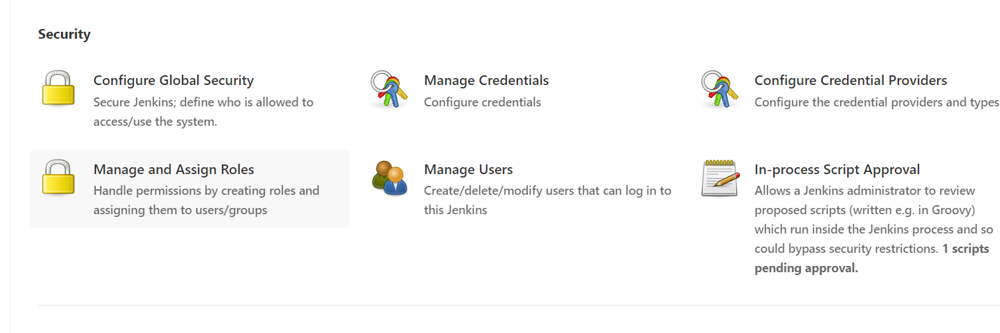 Security
Configure Global Security
Secure Jenkins; define who is allowed to
access/use the system.
Manage Credentials
Configure credentials
Configure Credential Providers
Configure the credential providers and types
Manage and Assign Roles
Handle permissions by creating roles and
assigning them to users/groups
Manage Users
Create/delete/modify users that can log in to
this Jenkins
In-process Script Approval
Allows a Jenkins administrator to review
proposed scripts (written e.g. in Groovy)
which run inside the Jenkins process and so
could bypass security restrictions. 1 scripts
pending approval.